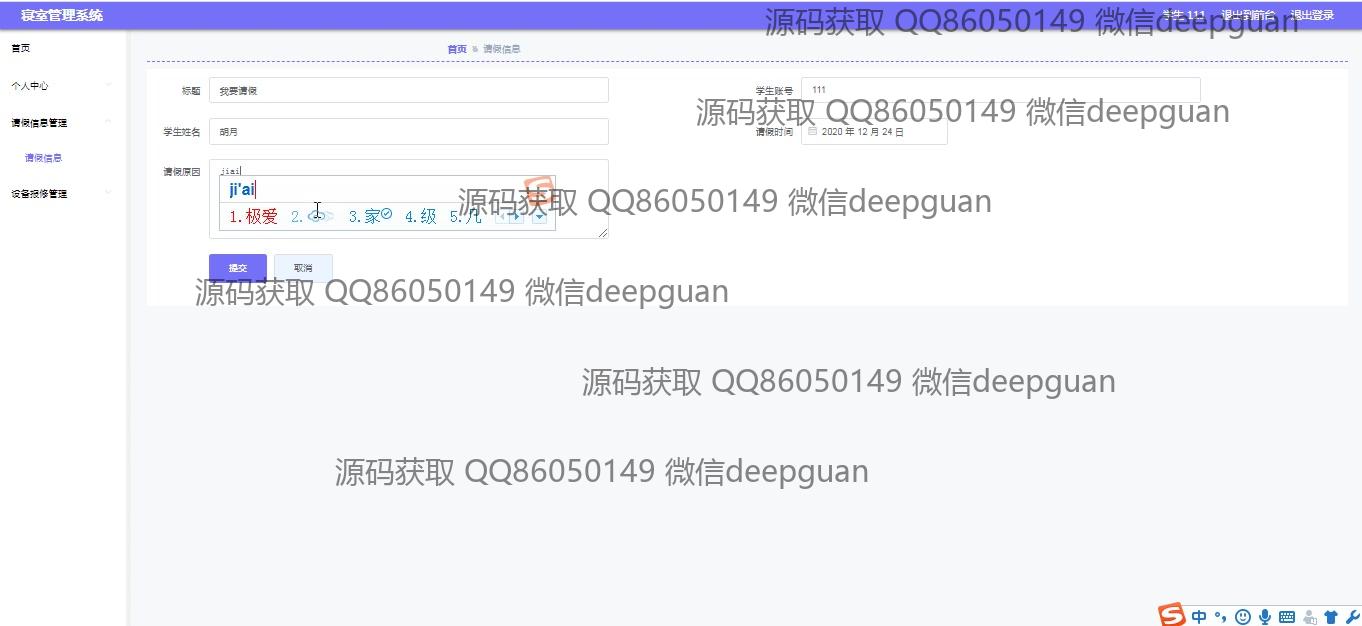 寝室管理系统
学生 111 退出到前台 退出登录
源码获取 QQ86050149 微信deepguan
首页
首页 请假信息
个人中心
标题 我要请假
学生账号 111
源码获取 QQ86050149 微信deepguan
请假信息管理
学生姓名 胡月
请假时间 2020 年 12 月 24 日
请假信息
请假原因 jiai
ji'ai
源码获取 QQ86050149 微信deepguan
设备报修管理
1.极爱 2. 3.家 4.级 5.几
提交 取消
源码获取 QQ86050149 微信deepguan
源码获取 QQ86050149 微信deepguan
源码获取 QQ86050149 微信deepguan
中